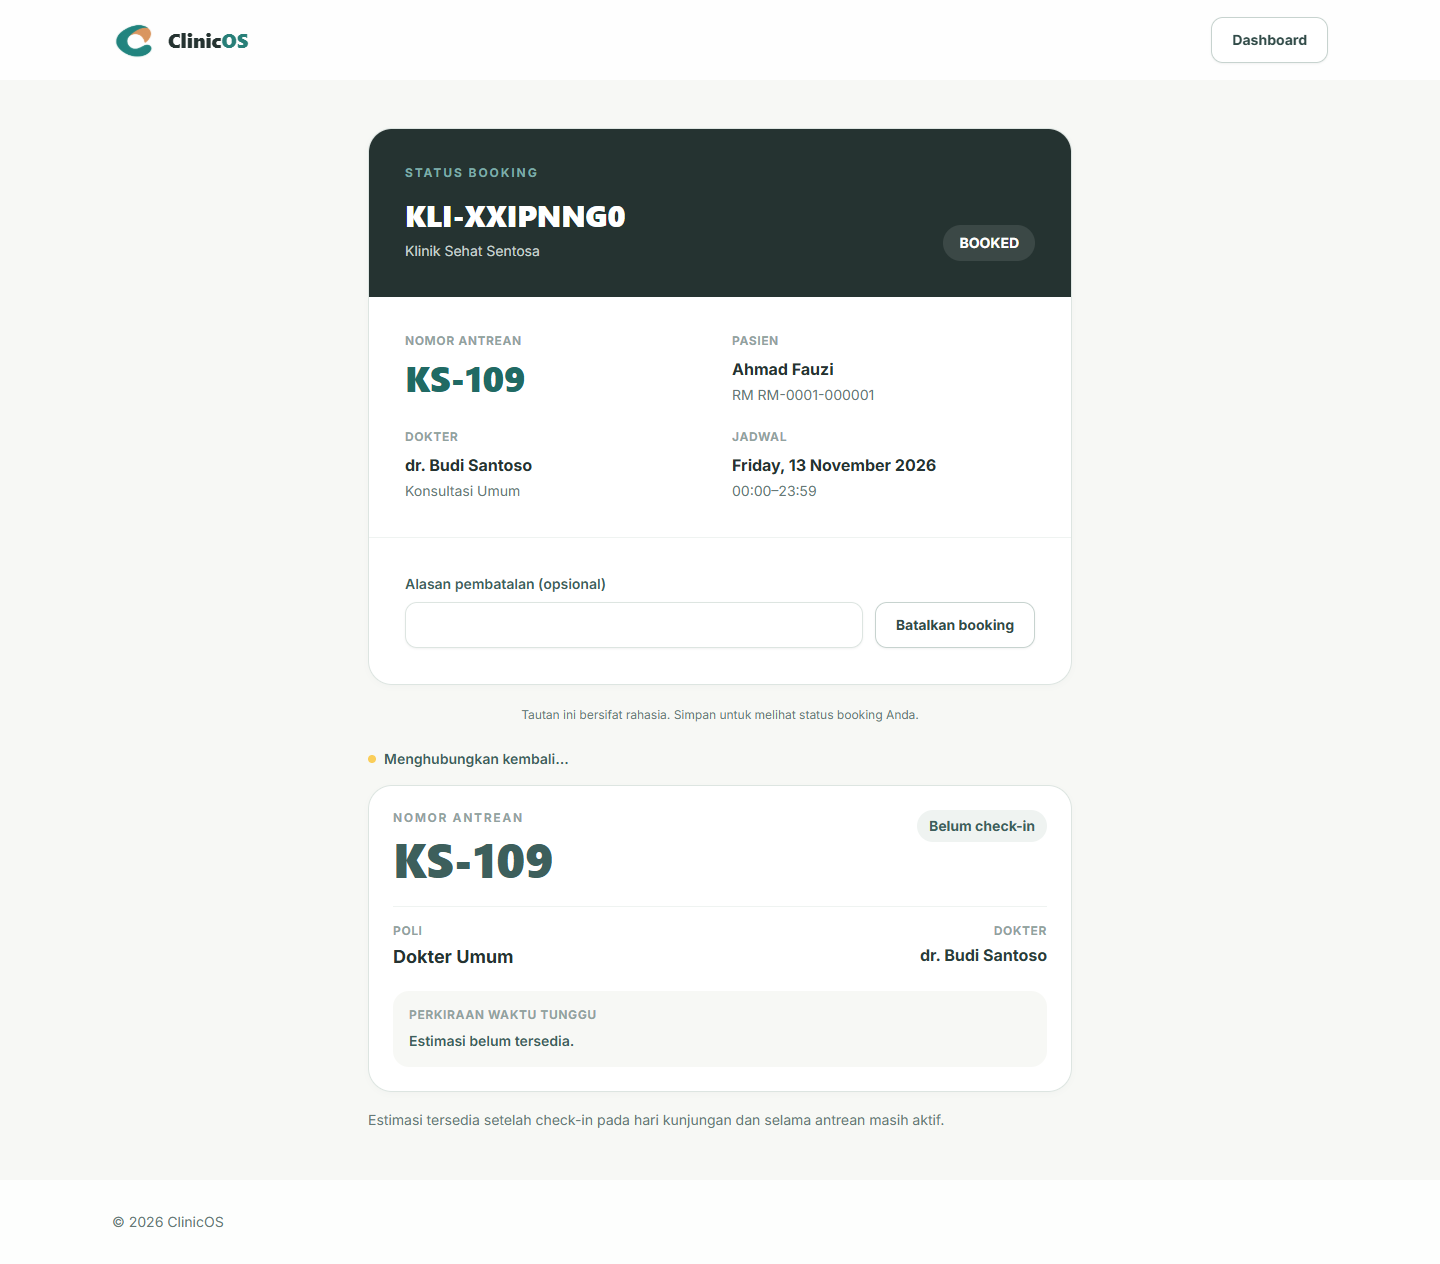 ClinicOS
Dashboard
STATUS BOOKING
KLI-XXIPNNG0
Klinik Sehat Sentosa
BOOKED
NOMOR ANTREAN
KS-109
PASIEN
Ahmad Fauzi
RM RM-0001-000001
DOKTER
dr. Budi Santoso
Konsultasi Umum
JADWAL
Friday, 13 November 2026
00:00–23:59
Alasan pembatalan (opsional)
Batalkan booking
Tautan ini bersifat rahasia. Simpan untuk melihat status booking Anda.
Menghubungkan kembali...
NOMOR ANTREAN
KS-109
Belum check-in
POLI
Dokter Umum
DOKTER
dr. Budi Santoso
PERKIRAAN WAKTU TUNGGU
Estimasi belum tersedia.
Estimasi tersedia setelah check-in pada hari kunjungan dan selama antrean masih aktif.
© 2026 ClinicOS